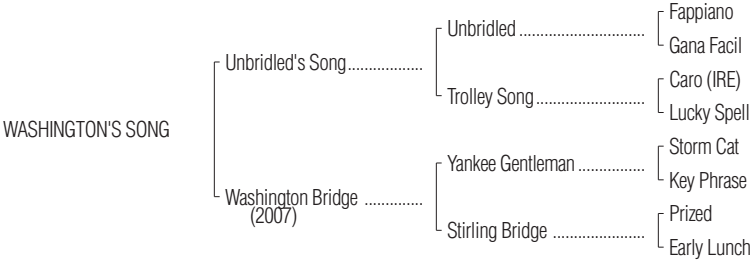 Fappiano
Unbridled ..............................
Gana Facil
Unbridled's Song..................
Caro (IRE)
Trolley Song..........................
Lucky Spell
WASHINGTON'S SONG
Storm Cat
Yankee Gentleman ................
Key Phrase
Washington Bridge ..............
(2007)
Prized
Stirling Bridge ......................
Early Lunch